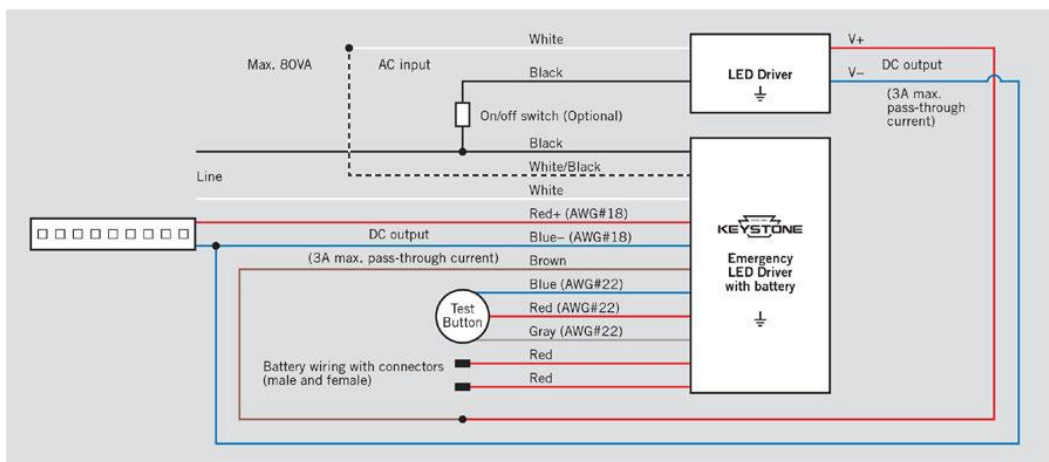 White
V+
Max. 80VA
AC input
DC output
LED Driver
Black
V–
(3A max.
pass-through
current)
On/off switch (Optional)
Black
White/Black
Line
White
Red+ (AWG#18)
DC output
Blue– (AWG#18)
(3A max. pass-through current)
Brown
KEYSTONE
Emergency
LED Driver
with battery
Blue (AWG#22)
Test
Button
Red (AWG#22)
Gray (AWG#22)
Battery wiring with connectors
(male and female)
Red
Red